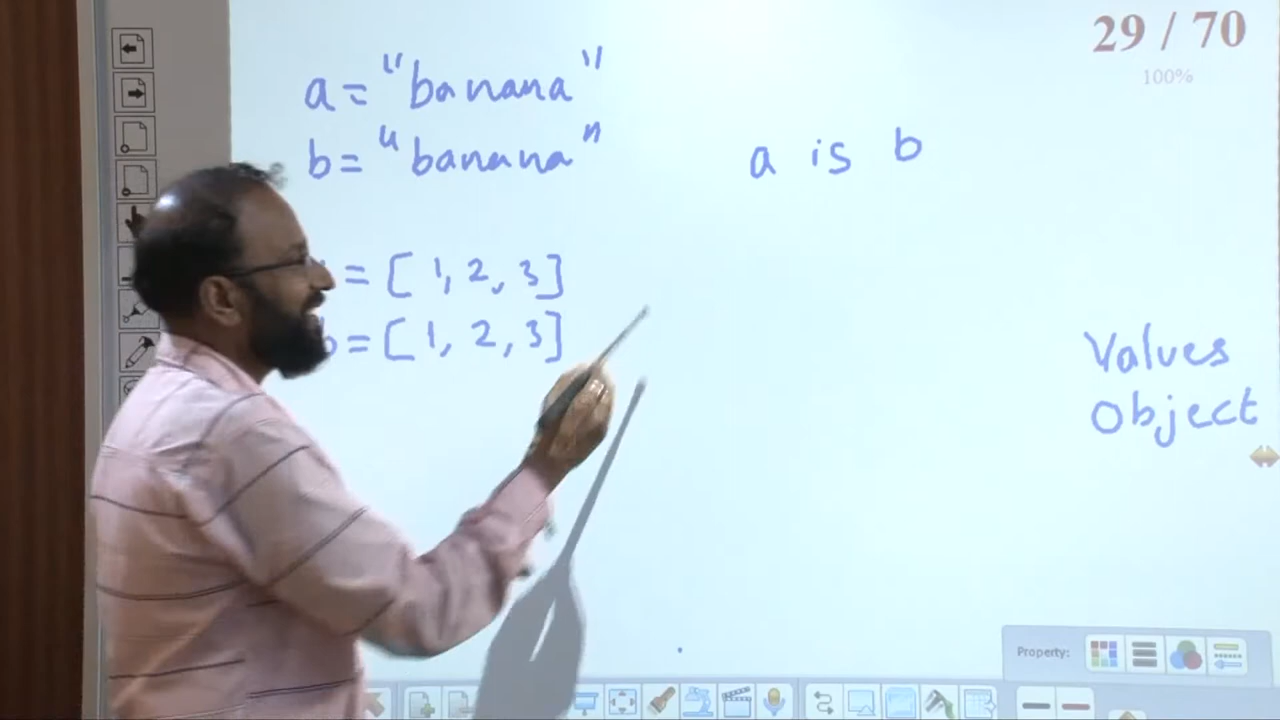 29 / 70
100%
a = "banana"
b = "banana"
a is b
= [ 1, 2, 3]
b = [ 1, 2, 3]
Values
Object
Property: